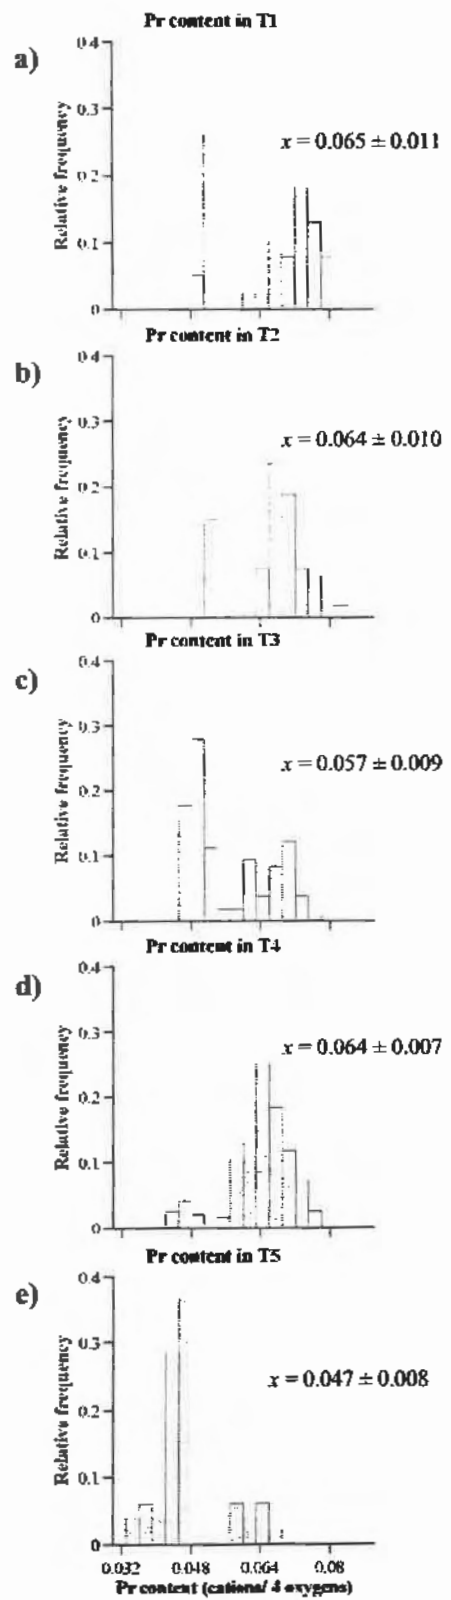 Pr content in T1
a)
0.4
0.3
0.2
0.1
0
Relative frequency
x = 0.065 ± 0.011
Pr content in T2
b)
0.4
0.3
0.2
0.1
0
Relative frequency
x = 0.064 ± 0.010
Pr content in T3
c)
0.4
0.3
0.2
0.1
0
Relative frequency
x = 0.057 ± 0.009
Pr content in T4
d)
0.4
0.3
0.2
0.1
0
Relative frequency
x = 0.064 ± 0.007
Pr content in T5
e)
0.4
0.3
0.2
0.1
0
Relative frequency
x = 0.047 ± 0.008
0.032 0.048 0.064 0.08
Pr content (cations/ 4 oxygens)